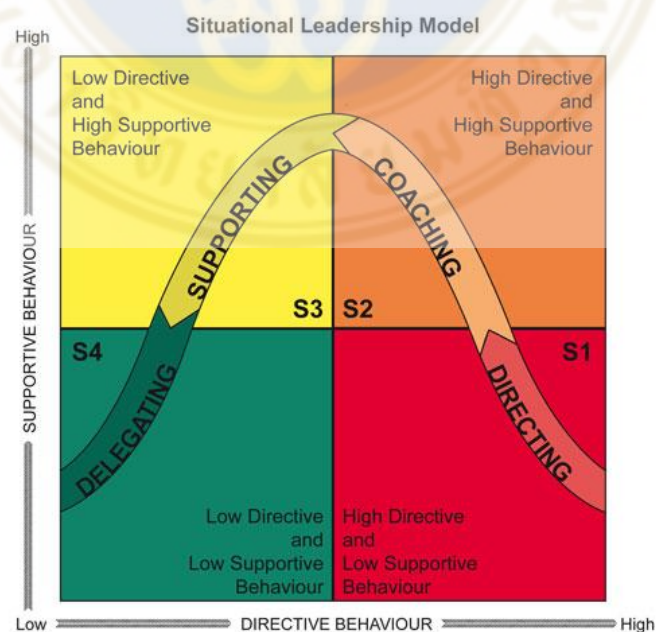 Situational Leadership Model
High
Low Directive
and
High Supportive
Behaviour
High Directive
and
High Supportive
Behaviour
SUPPORTING
COACHING
SUPPORTIVE BEHAVIOUR
S3
S2
S4
S1
DELEGATING
DIRECTING
Low Directive
and
Low Supportive
Behaviour
High Directive
and
Low Supportive
Behaviour
Low
DIRECTIVE BEHAVIOUR
High